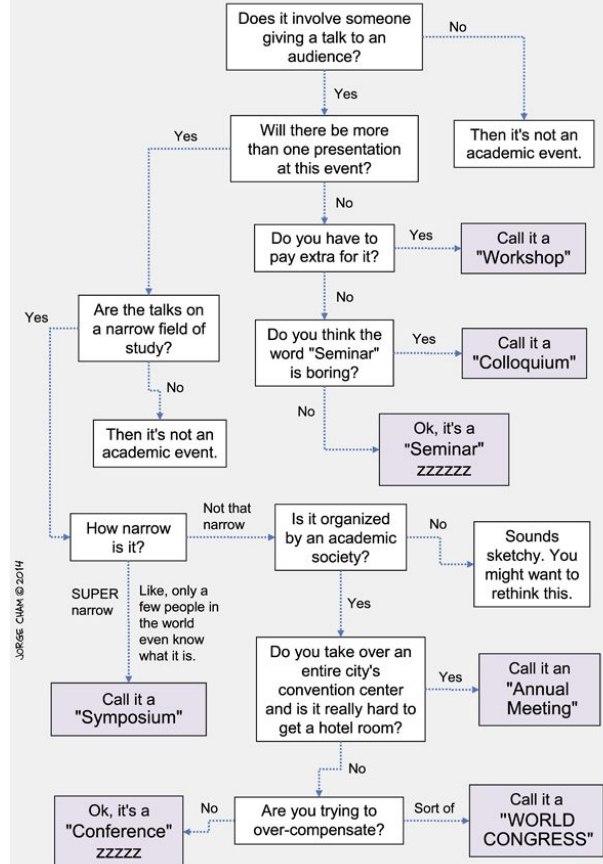 Does it involve someone
giving a talk to an
audience?
No
Yes
Then it's not an
academic event.
Will there be more
than one presentation
at this event?
Yes
No
Do you have to
pay extra for it?
Yes
Call it a
"Workshop"
No
Do you think the
word "Seminar"
is boring?
Yes
Call it a
"Colloquium"
No
Ok, it's a
"Seminar"
zzzzzz
Are the talks on
a narrow field of
study?
Yes
No
Then it's not an
academic event.
How narrow
is it?
Not that
narrow
SUPER
narrow
Like, only a
few people in
the world
even know
what it is.
Call it a
"Symposium"
Is it organized
by an academic
society?
No
Sounds
sketchy. You
might want to
rethink this.
Yes
Do you take over an
entire city's
convention center
and is it really hard to
get a hotel room?
Yes
Call it an
"Annual
Meeting"
No
Are you trying to
over-compensate?
No
Ok, it's a
"Conference"
zzzzz
Sort of
Call it a
"WORLD
CONGRESS"
JORGE CHAM © 2014